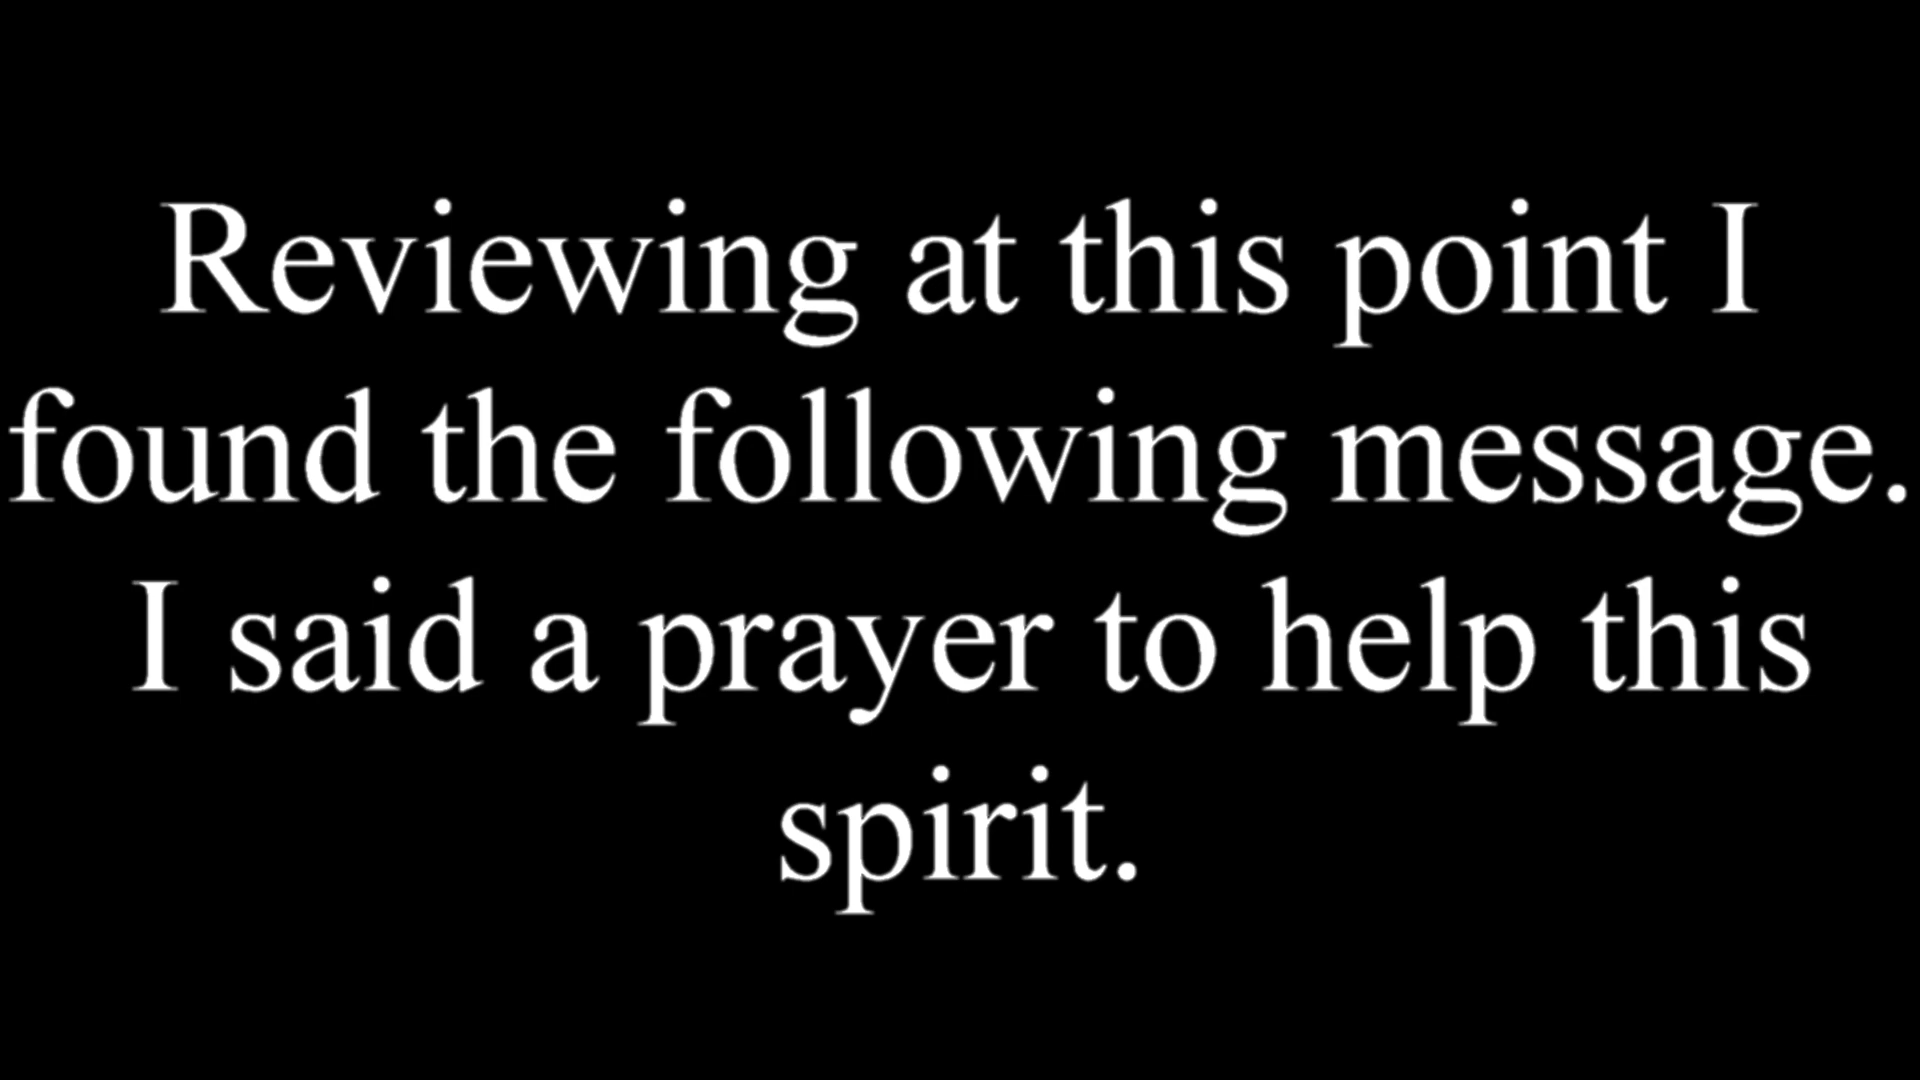 Reviewing at this point I
found the following message.
I said a prayer to help this
spirit.